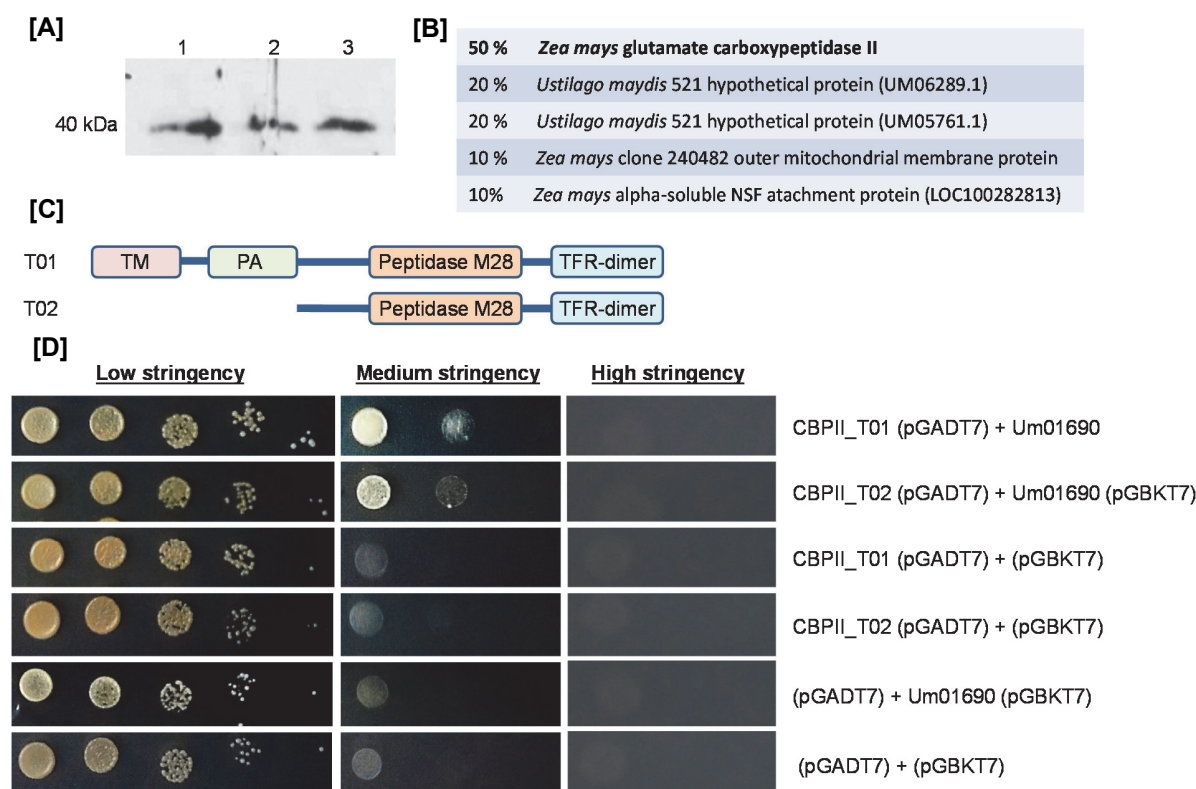 [A]
1 2 3
40 kDa
[B]
50 % Zea mays glutamate carboxypeptidase II
20 % Ustilago maydis 521 hypothetical protein (UM06289.1)
20 % Ustilago maydis 521 hypothetical protein (UM05761.1)
10 % Zea mays clone 240482 outer mitochondrial membrane protein
10% Zea mays alpha-soluble NSF atachment protein (LOC100282813)
[C]
T01 TM PA Peptidase M28 TFR-dimer
T02 Peptidase M28 TFR-dimer
[D]
Low stringency Medium stringency High stringency
CBPII_T01 (pGADT7) + Um01690
CBPII_T02 (pGADT7) + Um01690 (pGBKT7)
CBPII_T01 (pGADT7) + (pGBKT7)
CBPII_T02 (pGADT7) + (pGBKT7)
(pGADT7) + Um01690 (pGBKT7)
(pGADT7) + (pGBKT7)